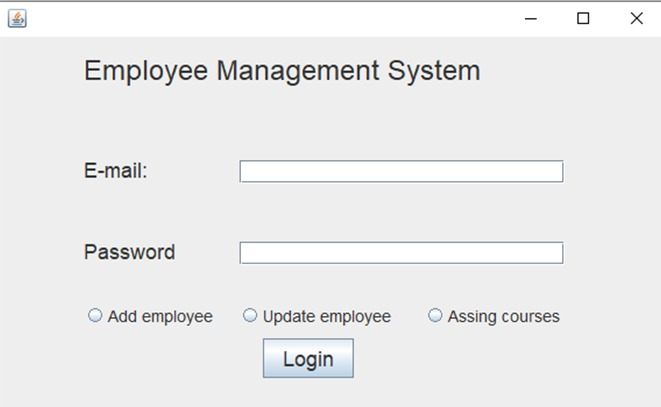 Employee Management System
E-mail:
Password
Add employee Update employee Assing courses
Login